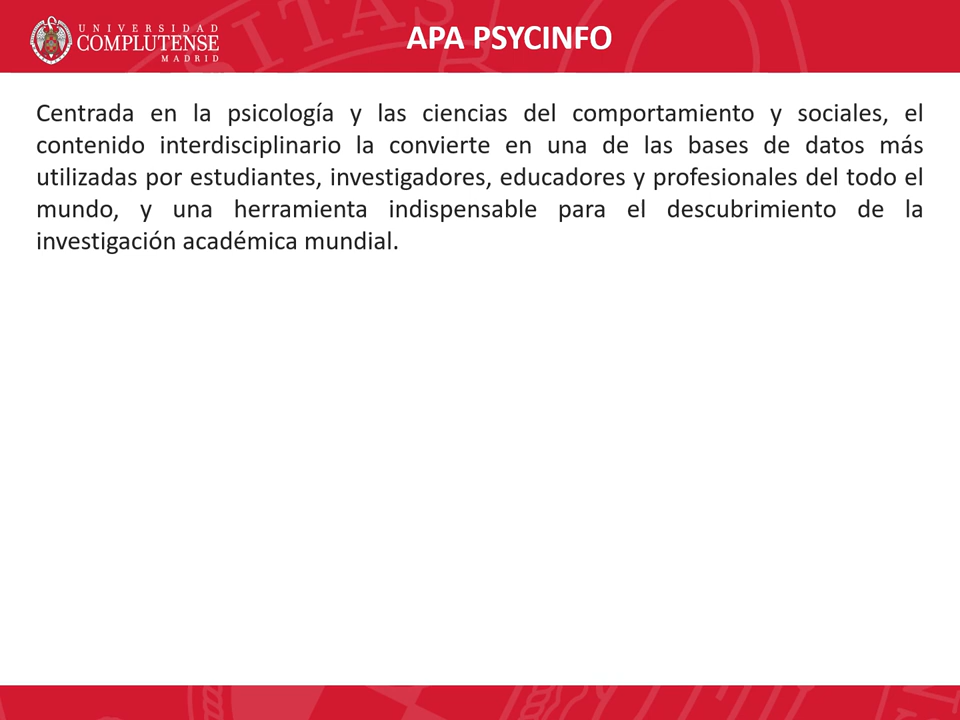 UNIVERSIDAD
COMPLUTENSE
MADRID
APA PSYCINFO
Centrada en la psicología y las ciencias del comportamiento y sociales, el
contenido interdisciplinario la convierte en una de las bases de datos más
utilizadas por estudiantes, investigadores, educadores y profesionales del todo el
mundo, y una herramienta indispensable para el descubrimiento de la
investigación académica mundial.